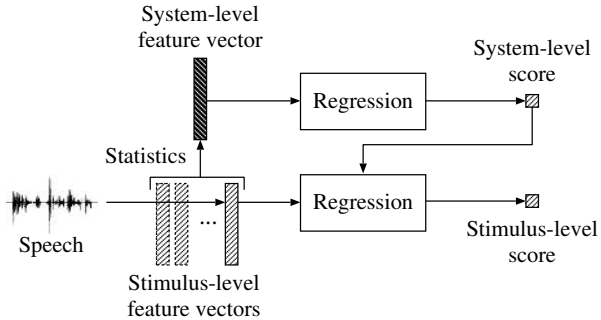 System-level
feature vector
System-level
score
Regression
Statistics
Regression
...
Speech
Stimulus-level
feature vectors
Stimulus-level
score